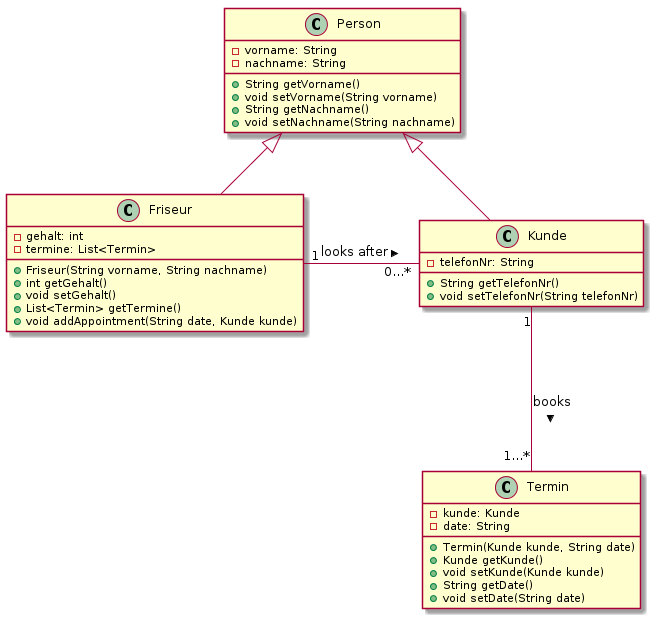 C Person
vorname: String
nachname: String
String getVorname()
void setVorname(String vorname)
String getNachname()
void setNachname(String nachname)
C Friseur
gehalt: int
termine: List<Termin>
Friseur(String vorname, String nachname)
int getGehalt()
void setGehalt()
List<Termin> getTermine()
void addAppointment(String date, Kunde kunde)
1 looks after
0...*
C Kunde
telefonNr: String
String getTelefonNr()
void setTelefonNr(String telefonNr)
1
books
1...*
C Termin
kunde: Kunde
date: String
Termin(Kunde kunde, String date)
Kunde getKunde()
void setKunde(Kunde kunde)
String getDate()
void setDate(String date)